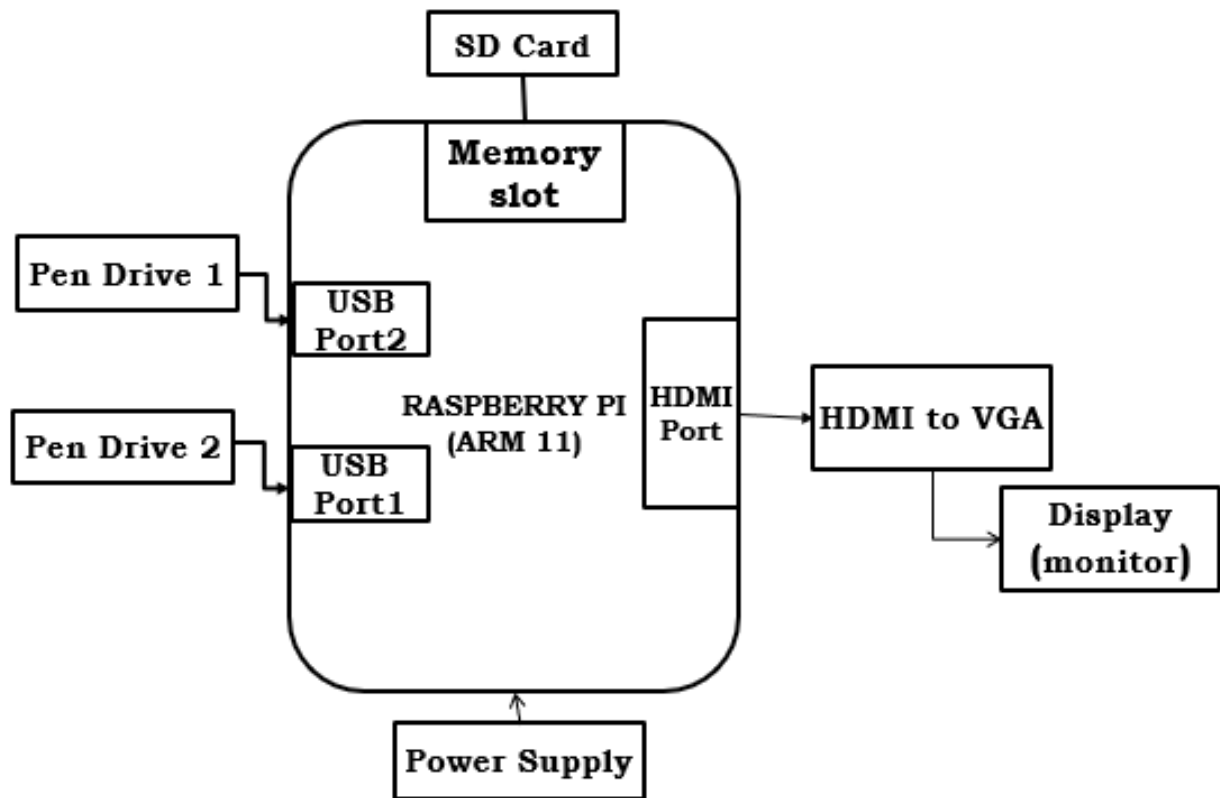 SD Card
Memory
slot
Pen Drive 1
USB
Port2
RASPBERRY PI
(ARM 11)
HDMI
Port
HDMI to VGA
Pen Drive 2
USB
Port1
Display
(monitor)
Power Supply